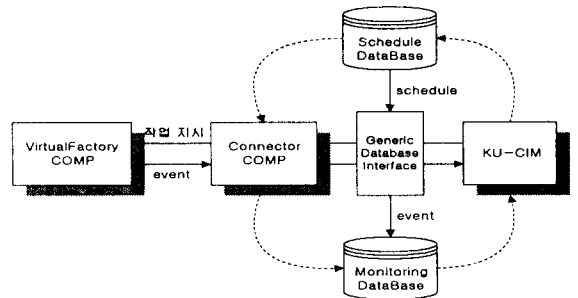 Schedule
DataBase
schedule
작업 지시
VirtualFactory
COMP
event
Connector
COMP
Generic
Database
Interface
KU-CIM
event
Monitoring
DataBase